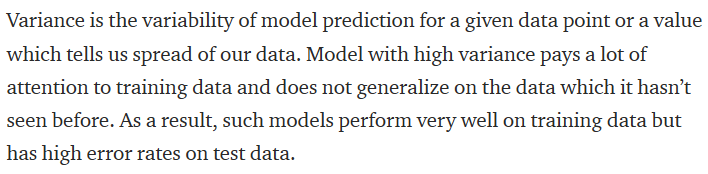 Variance is the variability of model prediction for a given data point or a value
which tells us spread of our data. Model with high variance pays a lot of
attention to training data and does not generalize on the data which it hasn’t
seen before. As a result, such models perform very well on training data but
has high error rates on test data.